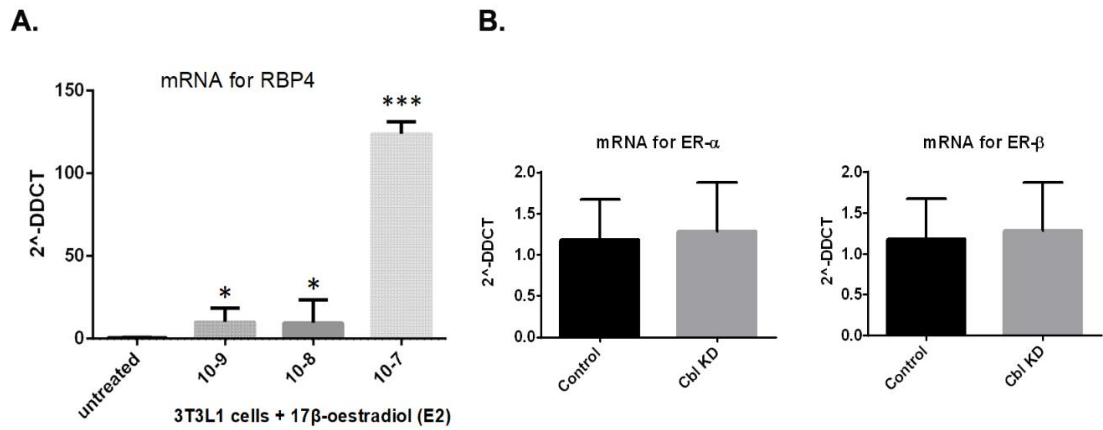 A.
mRNA for RBP4
2^-DDCT
150
100
50
0
*
*
***
untreated
10-9
10-8
10-7
3T3L1 cells + 17β-oestradiol (E2)
B.
mRNA for ER-α
2^-DDCT
2.0
1.5
1.0
0.5
0.0
Control
Cbl KD
mRNA for ER-β
2^-DDCT
2.0
1.5
1.0
0.5
0.0
Control
Cbl KD